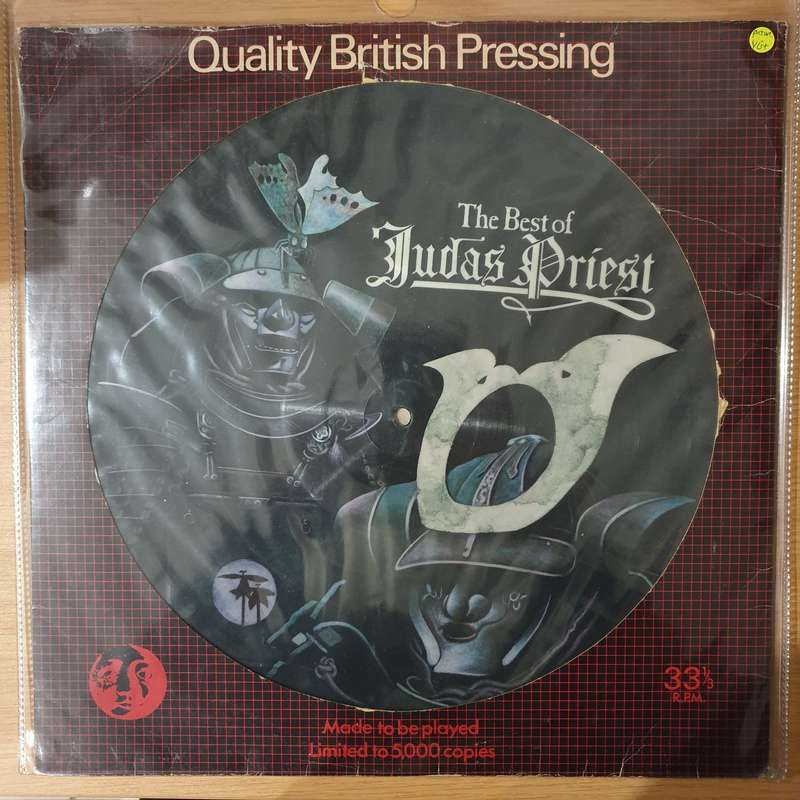 Quality British Pressing
VG+
The Best of
Judas Priest
33⅓
R.P.M.
Made to be played
Limited to 5,000 copies